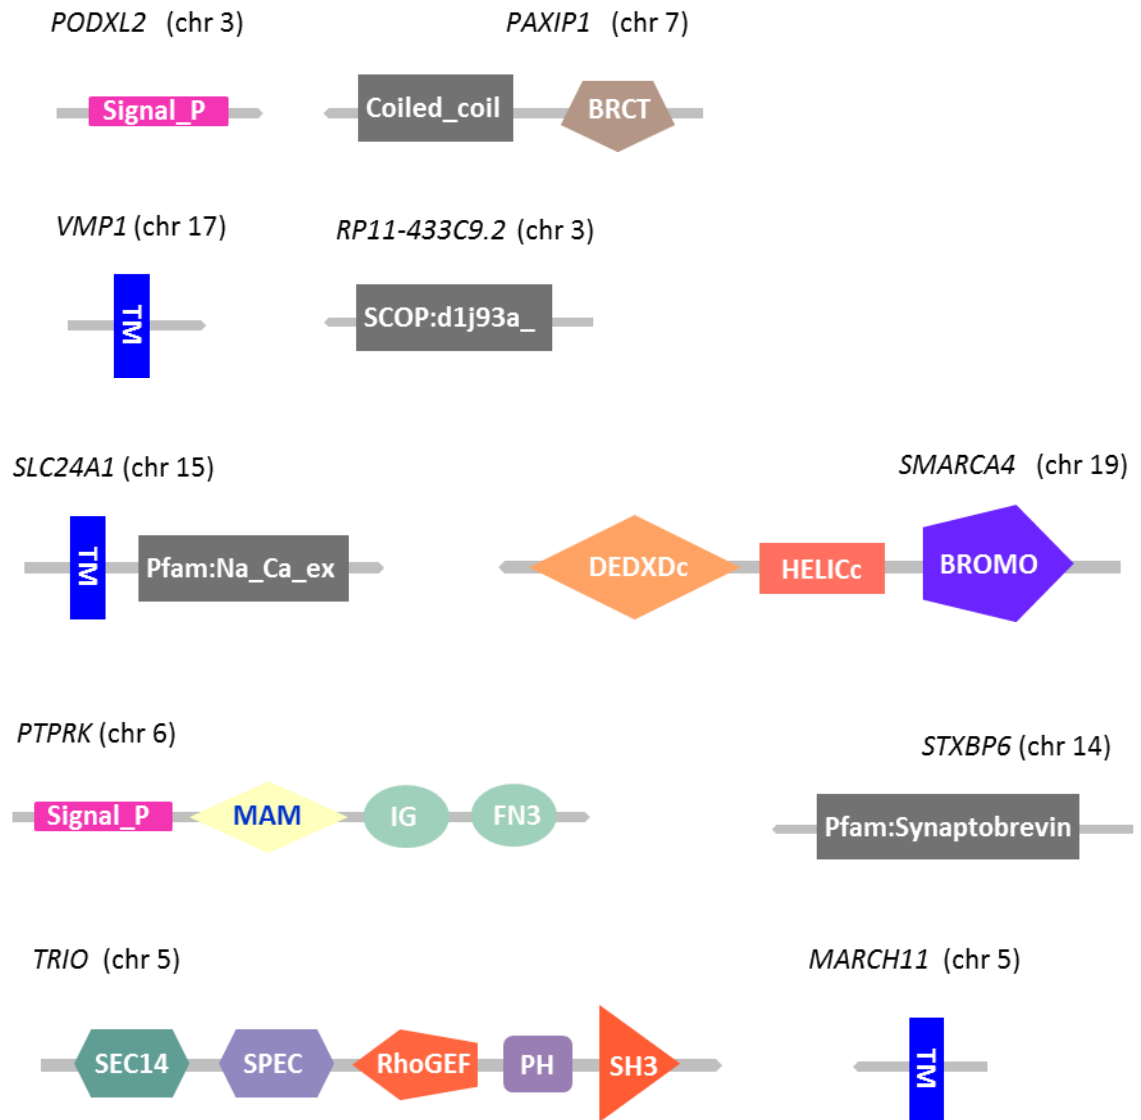 PODXL2 (chr 3) PAXIP1 (chr 7)
Signal_P Coiled_coil BRCT
VMP1 (chr 17) RP11-433C9.2 (chr 3)
TM SCOP:d1j93a_
SLC24A1 (chr 15) SMARCA4 (chr 19)
TM Pfam:Na_Ca_ex DEDXDc HELICc BROMO
PTPRK (chr 6) STXBP6 (chr 14)
Signal_P MAM IG FN3 Pfam:Synaptobrevin
TRIO (chr 5) MARCH11 (chr 5)
SEC14 SPEC RhoGEF PH SH3 TM